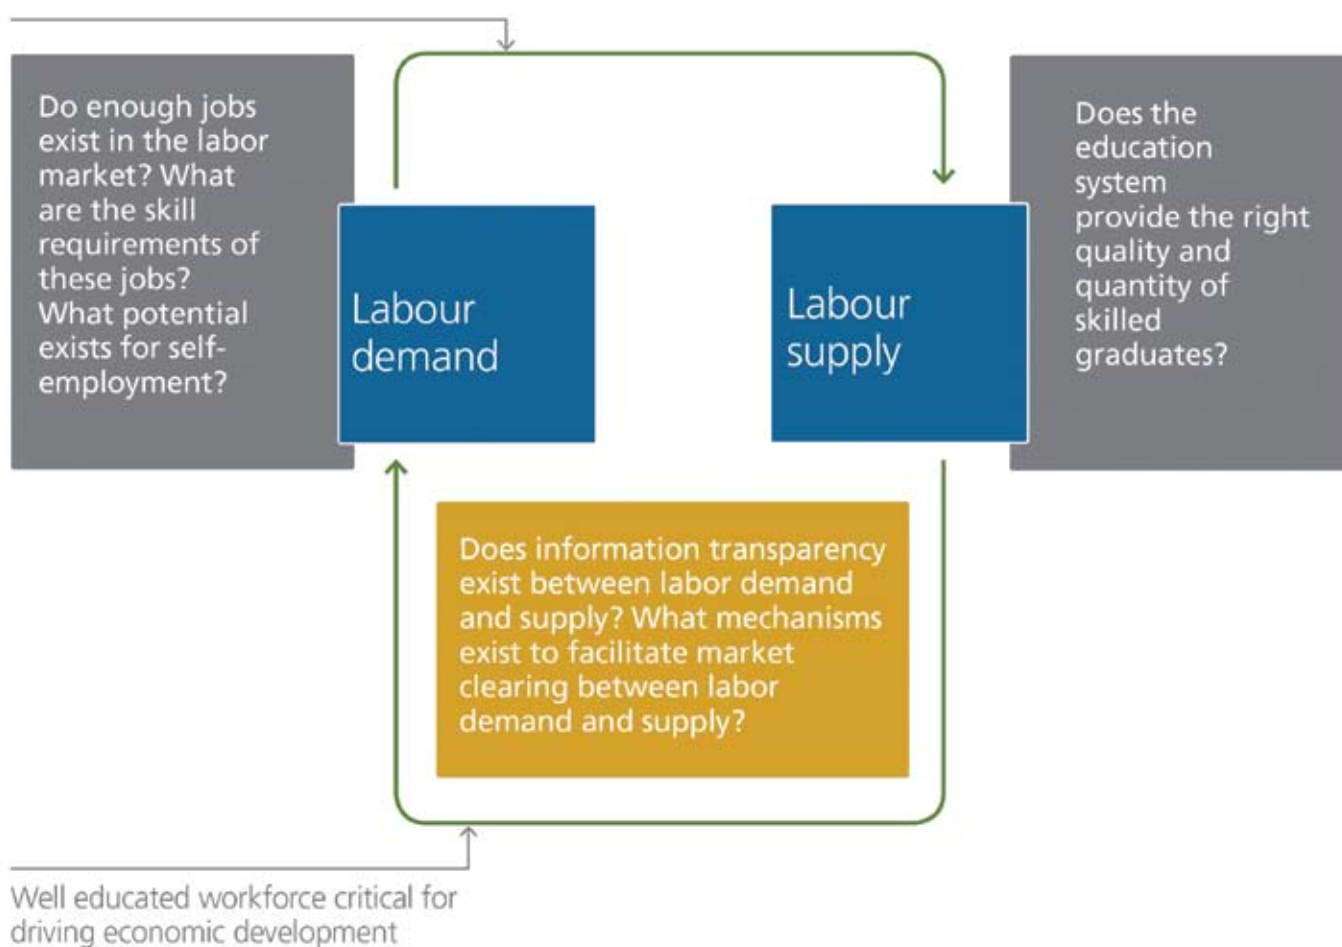 Do enough jobs
exist in the labor
market? What
are the skill
requirements of
these jobs?
What potential
exists for self-
employment?
Labour
demand
Labour
supply
Does the
education
system
provide the right
quality and
quantity of
skilled
graduates?
Does information transparency
exist between labor demand
and supply? What mechanisms
exist to facilitate market
clearing between labor
demand and supply?
Well educated workforce critical for
driving economic development